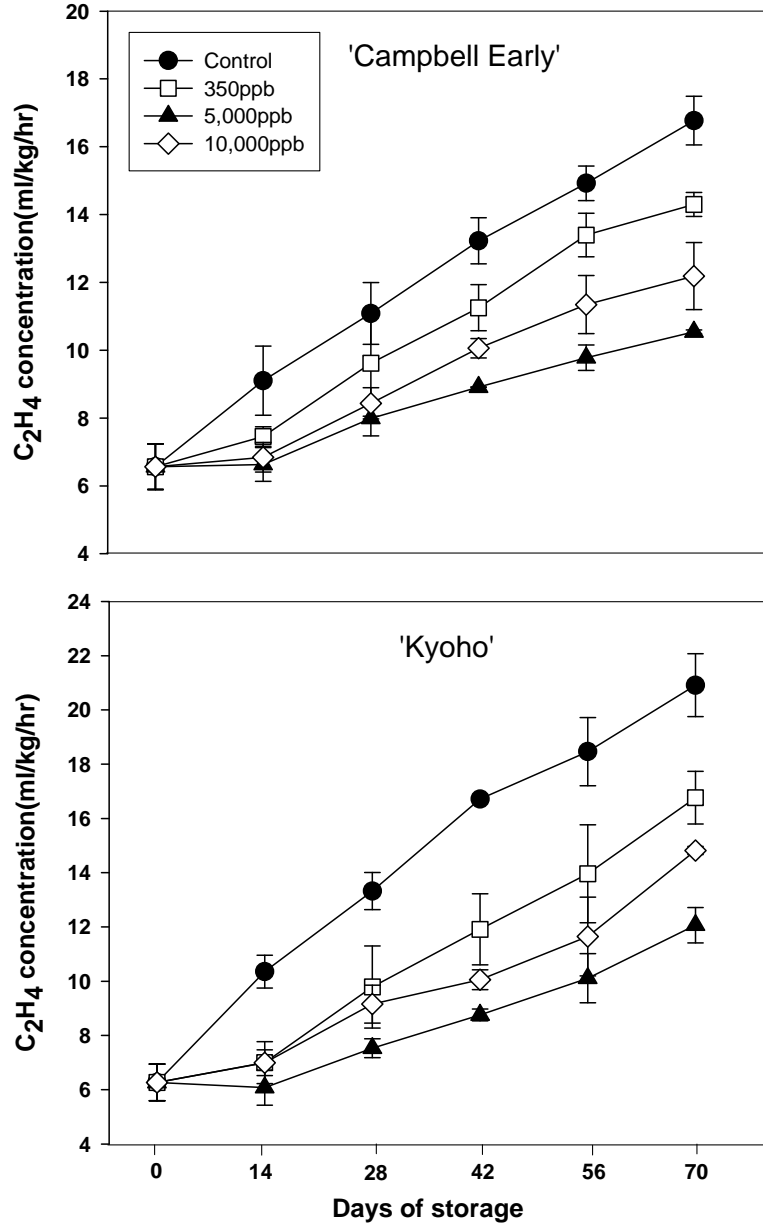 20
18
16
14
12
10
8
6
4
C2H4 concentration(ml/kg/hr)
'Campbell Early'
Control
350ppb
5,000ppb
10,000ppb
24
22
20
18
16
14
12
10
8
6
4
C2H4 concentration(ml/kg/hr)
'Kyoho'
0 14 28 42 56 70
Days of storage